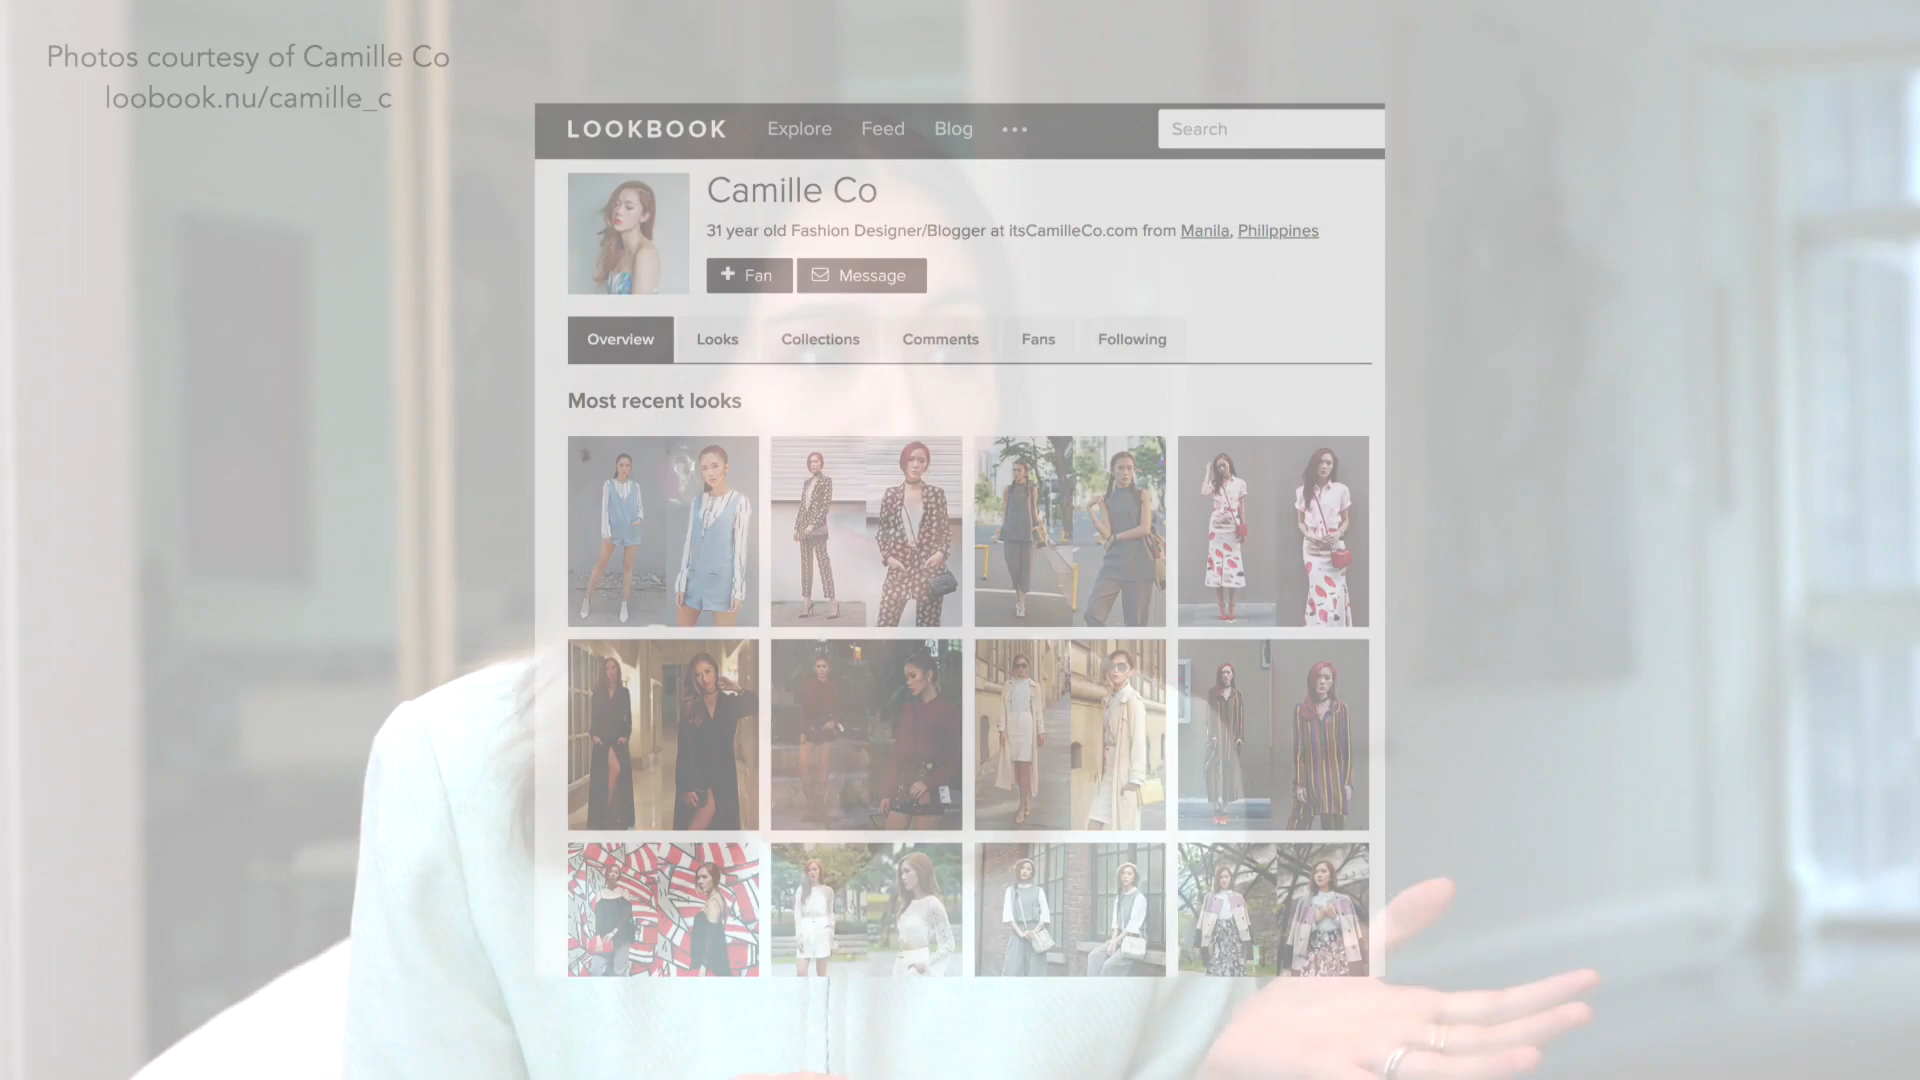 Photos courtesy of Camille Co
loobook.nu/camille_c
LOOKBOOK Explore Feed Blog ••• Search
Camille Co
31 year old Fashion Designer/Blogger at itsCamilleCo.com from Manila, Philippines
+ Fan Message
Overview Looks Collections Comments Fans Following
Most recent looks